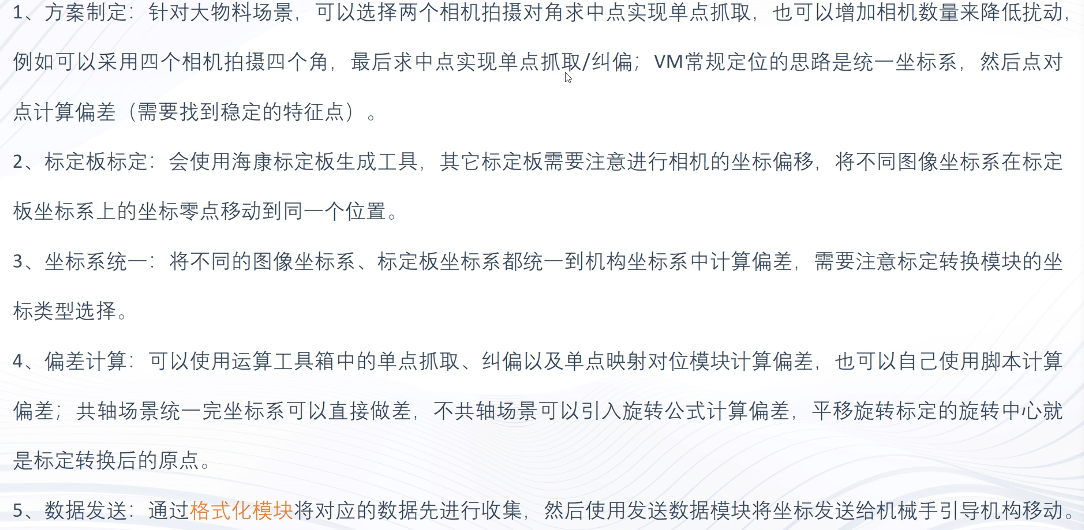 1、方案制定：针对大物料场景，可以选择两个相机拍摄对角求中点实现单点抓取，也可以增加相机数量来降低扰动，
例如可以采用四个相机拍摄四个角，最后求中点实现单点抓取/纠偏；VM常规定位的思路是统一坐标系，然后点对
点计算偏差（需要找到稳定的特征点）。
2、标定板标定：会使用海康标定板生成工具，其它标定板需要注意进行相机的坐标偏移，将不同图像坐标系在标定
板坐标系上的坐标零点移动到同一个位置。
3、坐标系统一：将不同的图像坐标系、标定板坐标系都统一到机构坐标系中计算偏差，需要注意标定转换模块的坐
标类型选择。
4、偏差计算：可以使用运算工具箱中的单点抓取、纠偏以及单点映射对位模块计算偏差，也可以自己使用脚本计算
偏差；共轴场景统一完坐标系可以直接做差，不共轴场景可以引入旋转公式计算偏差，平移旋转标定的旋转中心就
是标定转换后的原点。
5、数据发送：通过格式化模块将对应的数据先进行收集，然后使用发送数据模块将坐标发送给机械手引导机构移动。